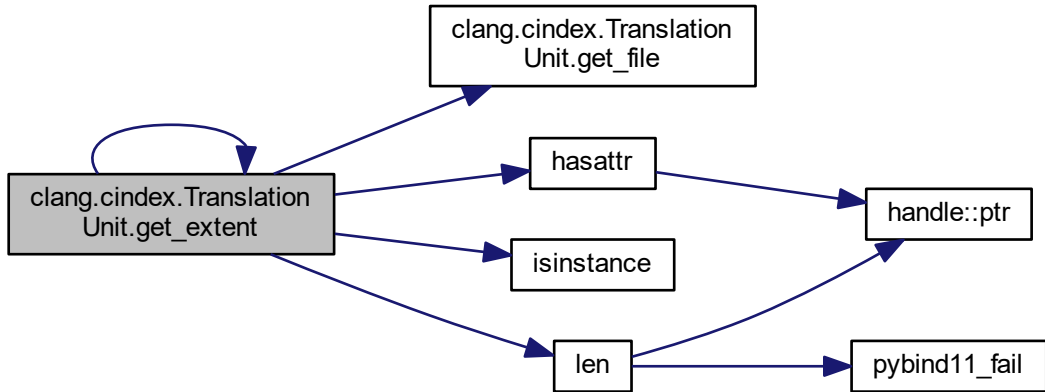 clang.cindex.Translation
Unit.get_file
hasattr
clang.cindex.Translation
Unit.get_extent
handle::ptr
isinstance
len
pybind11_fail